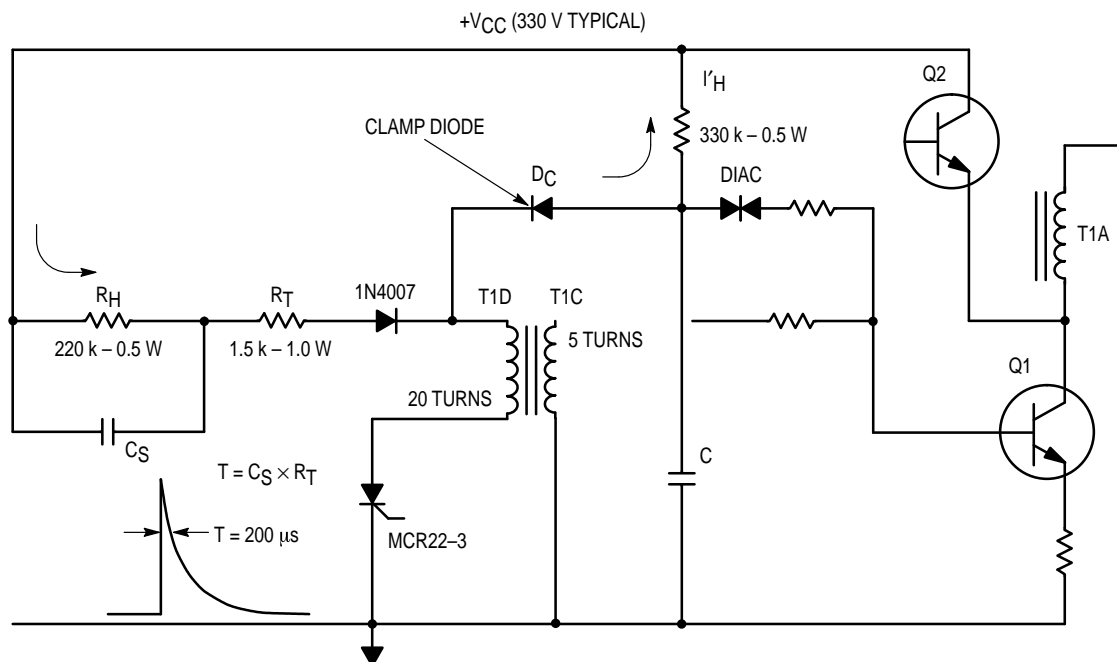 +VCC (330 V TYPICAL)
Q2
I′H
330 k – 0.5 W
CLAMP DIODE
DC
DIAC
T1A
RH
RT
1N4007
T1D
T1C
5 TURNS
220 k – 0.5 W
1.5 k – 1.0 W
20 TURNS
Q1
CS
C
T = CS × RT
T = 200 µs
MCR22–3